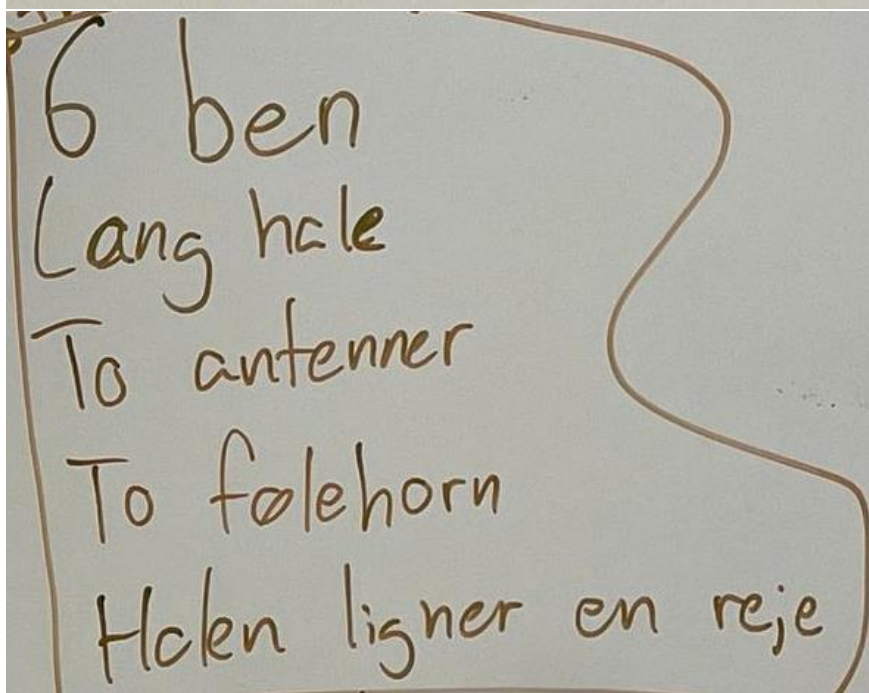 6 ben
Lang hale
To antenner
To følehorn
Halen ligner en reje